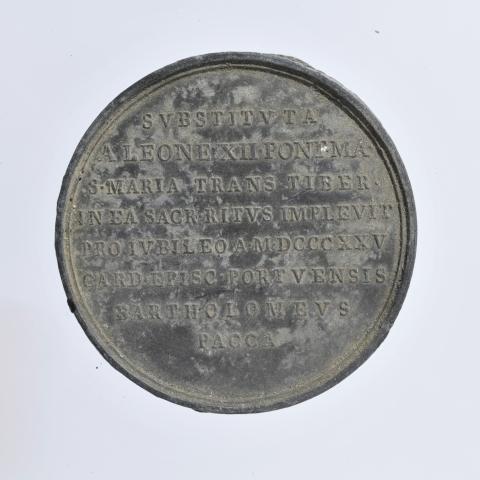 SVBSTITVTA
A LEONE·XII·PONT·MA·
S·MARIA TRANS TIBER·
IN EA SACR·RITVS IMPLEVIT
PRO IVBILEO A·MDCCCXXV
CARD·EPISC·PORTVENSIS
BARTHOLOMEVS
PACCA